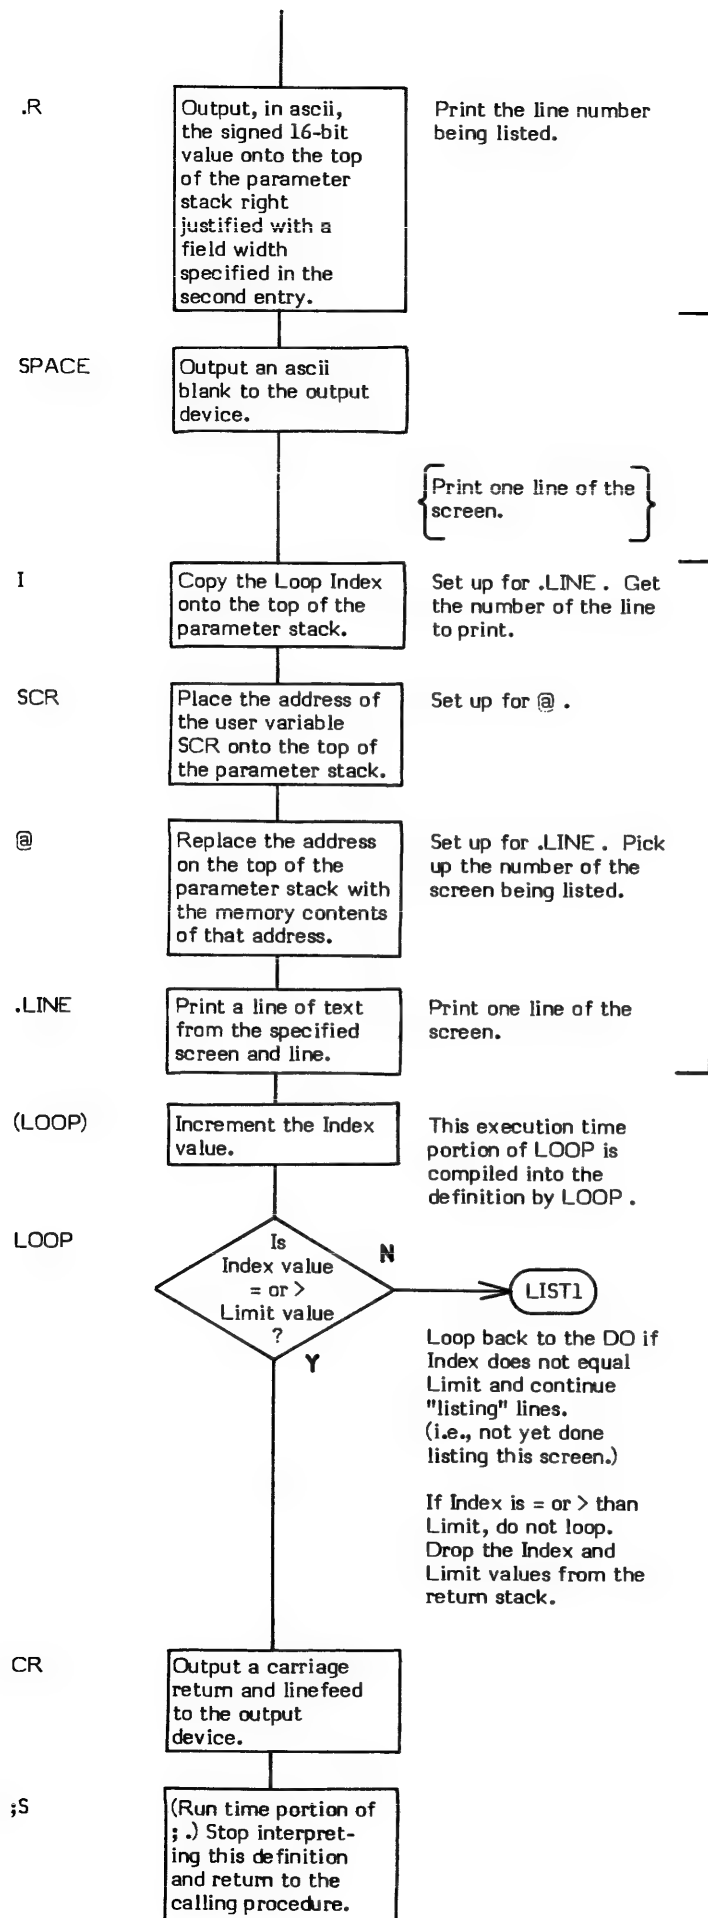 .R
Output, in ascii,
the signed 16-bit
value onto the top
of the parameter
stack right
justified with a
field width
specified in the
second entry.
Print the line number
being listed.
SPACE
Output an ascii
blank to the output
device.
Print one line of the
screen.
I
Copy the Loop Index
onto the top of the
parameter stack.
Set up for .LINE . Get
the number of the line
to print.
SCR
Place the address of
the user variable
SCR onto the top of
the parameter stack.
Set up for @ .
@
Replace the address
on the top of the
parameter stack with
the memory contents
of that address.
Set up for .LINE . Pick
up the number of the
screen being listed.
.LINE
Print a line of text
from the specified
screen and line.
Print one line of the
screen.
(LOOP)
Increment the Index
value.
This execution time
portion of LOOP is
compiled into the
definition by LOOP .
LOOP
Is
Index value
= or >
Limit value
?
N
LIST1
Y
Loop back to the DO if
Index does not equal
Limit and continue
"listing" lines.
(i.e., not yet done
listing this screen.)
If Index is = or > than
Limit, do not loop.
Drop the Index and
Limit values from the
return stack.
CR
Output a carriage
return and linefeed
to the output
device.
;S
(Run time portion of
; .) Stop interpret-
ing this definition
and return to the
calling procedure.